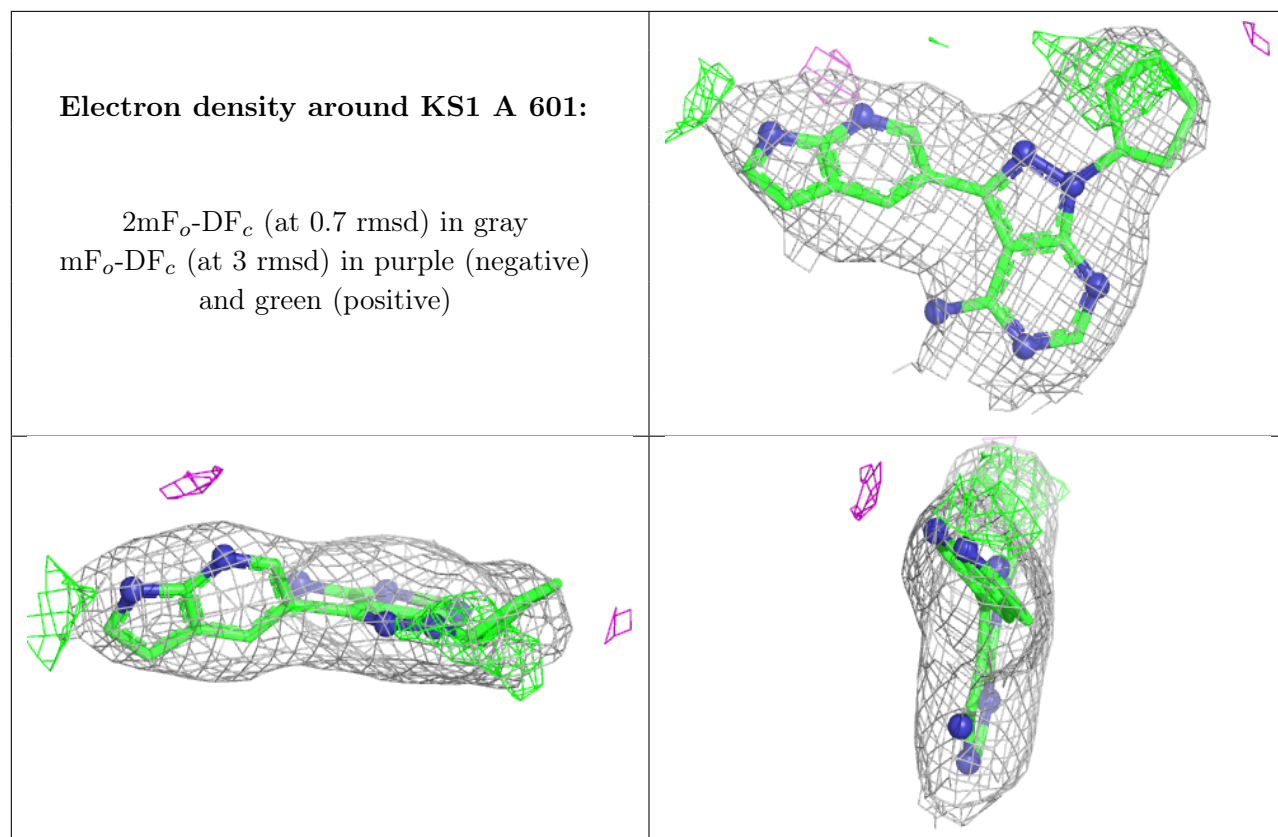 Electron density around KS1 A 601:
2mFₒ-DF𝒸 (at 0.7 rmsd) in gray
mFₒ-DF𝒸 (at 3 rmsd) in purple (negative)
and green (positive)